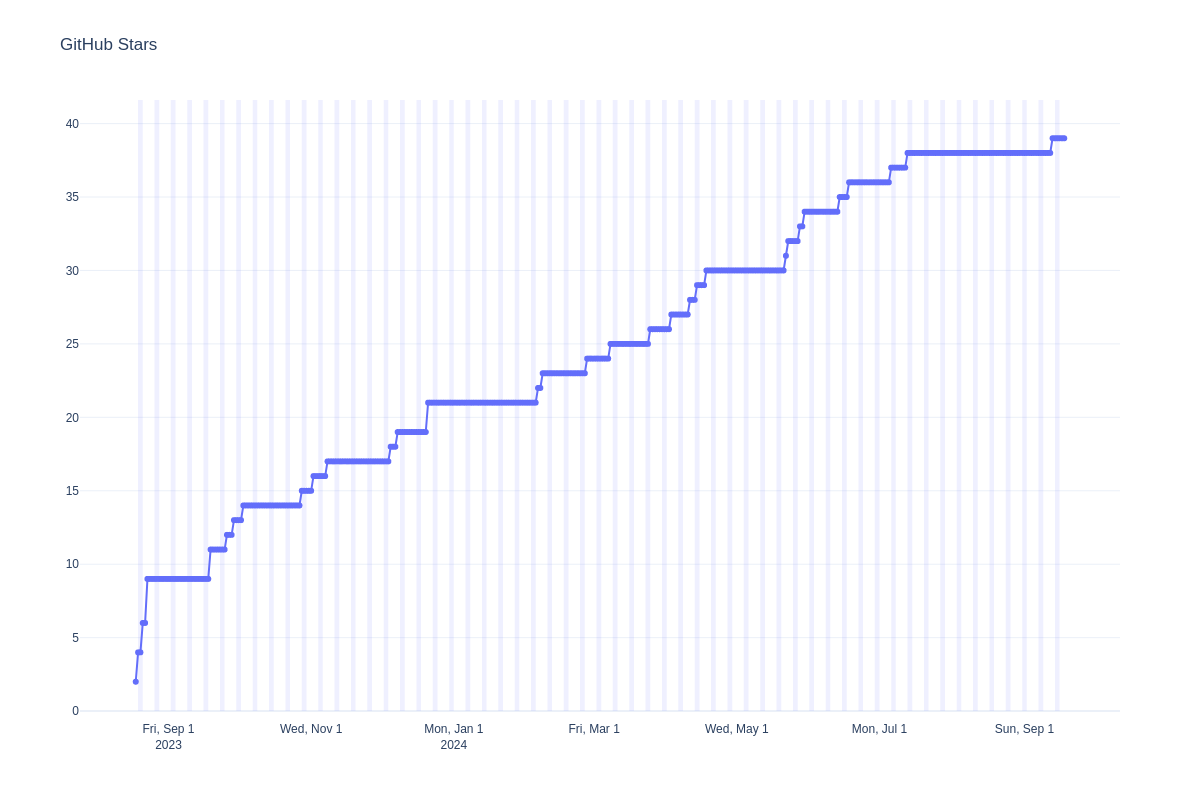 GitHub Stars
40
35
30
25
20
15
10
5
0
Fri, Sep 1
2023
Wed, Nov 1
Mon, Jan 1
2024
Fri, Mar 1
Wed, May 1
Mon, Jul 1
Sun, Sep 1